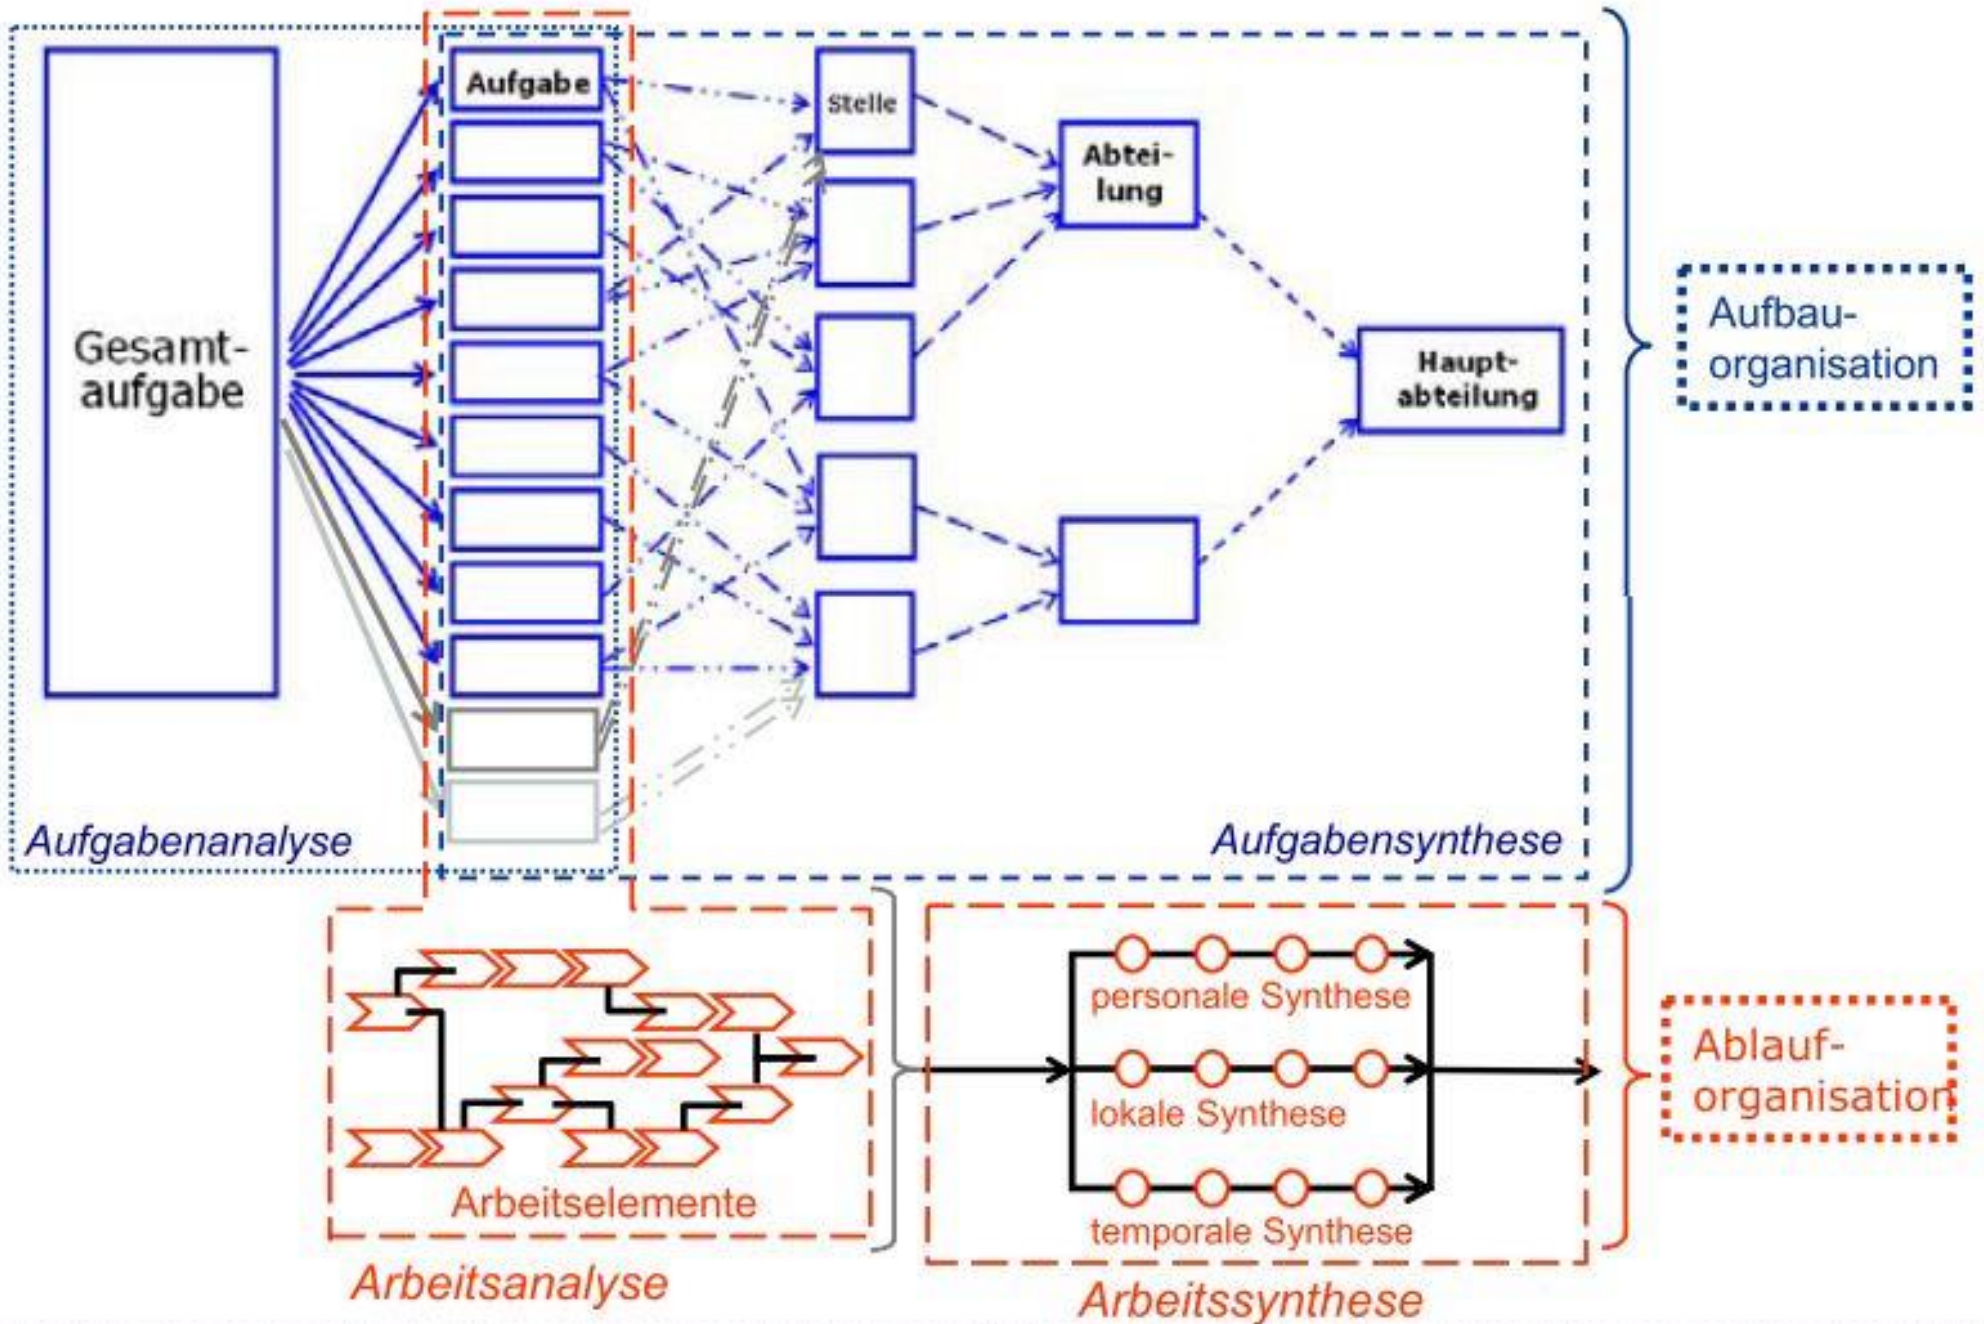 Aufgabe
Stelle
Abtei-
lung
Gesamt-
aufgabe
Haupt-
abteilung
Aufbau-
organisation
Aufgabenanalyse
Aufgabensynthese
personale Synthese
lokale Synthese
temporale Synthese
Ablauf-
organisation
Arbeitselemente
Arbeitsanalyse
Arbeitssynthese